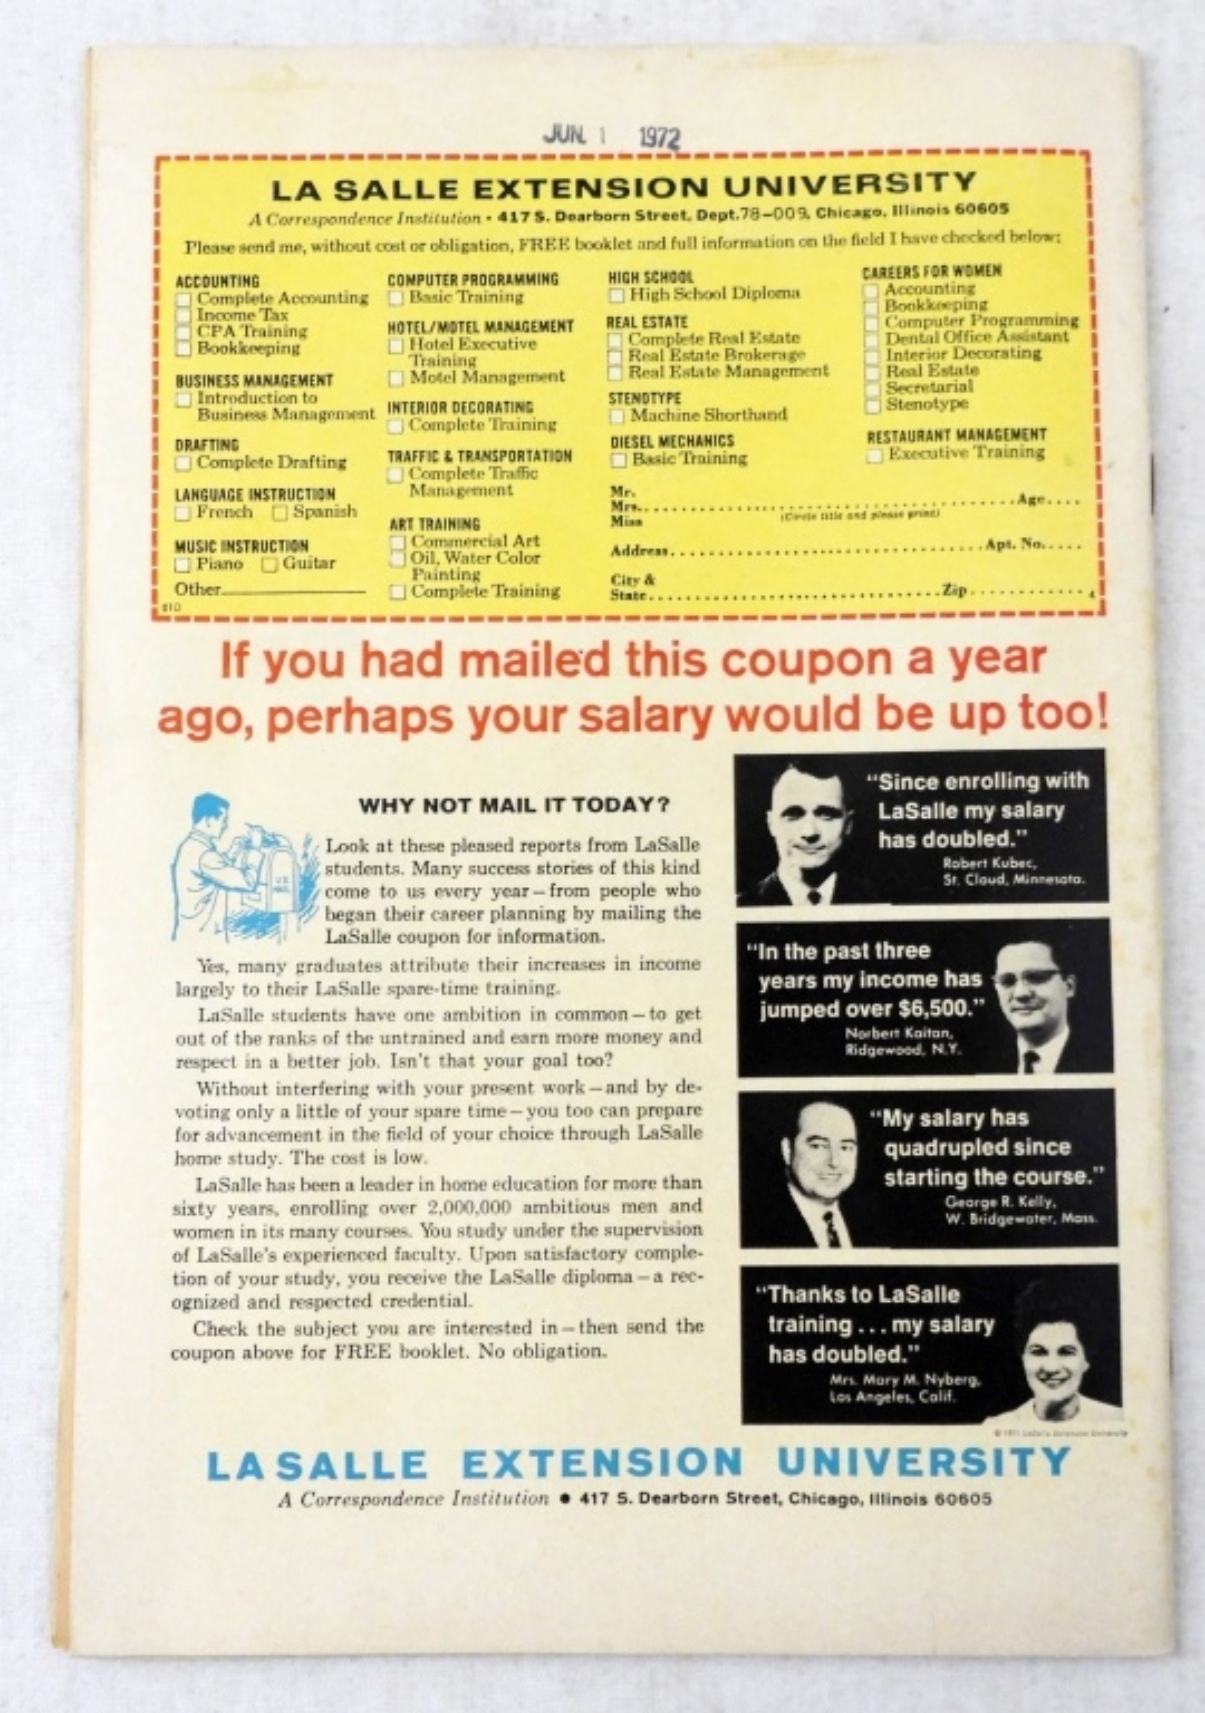 JUN. 1 1972
LA SALLE EXTENSION UNIVERSITY
A Correspondence Institution • 417 S. Dearborn Street, Dept.78-009, Chicago, Illinois 60605
Please send me, without cost or obligation, FREE booklet and full information on the field I have checked below:
ACCOUNTING
Complete Accounting
Income Tax
CPA Training
Bookkeeping
BUSINESS MANAGEMENT
Introduction to
Business Management
DRAFTING
Complete Drafting
LANGUAGE INSTRUCTION
French Spanish
MUSIC INSTRUCTION
Piano Guitar
Other
COMPUTER PROGRAMMING
Basic Training
HOTEL/MOTEL MANAGEMENT
Hotel Executive
Training
Motel Management
INTERIOR DECORATING
Complete Training
TRAFFIC & TRANSPORTATION
Complete Traffic
Management
ART TRAINING
Commercial Art
Oil, Water Color
Painting
Complete Training
HIGH SCHOOL
High School Diploma
REAL ESTATE
Complete Real Estate
Real Estate Brokerage
Real Estate Management
STENOTYPE
Machine Shorthand
DIESEL MECHANICS
Basic Training
CAREERS FOR WOMEN
Accounting
Bookkeeping
Computer Programming
Dental Office Assistant
Interior Decorating
Real Estate
Secretarial
Stenotype
RESTAURANT MANAGEMENT
Executive Training
Mr.
Mrs. Age
Miss (Circle title and please print)
Address Apt. No.
City &
State Zip
4
If you had mailed this coupon a year
ago, perhaps your salary would be up too!
WHY NOT MAIL IT TODAY?
U.S.
MAIL
Look at these pleased reports from LaSalle
students. Many success stories of this kind
come to us every year – from people who
began their career planning by mailing the
LaSalle coupon for information.
Yes, many graduates attribute their increases in income
largely to their LaSalle spare-time training.
LaSalle students have one ambition in common – to get
out of the ranks of the untrained and earn more money and
respect in a better job. Isn't that your goal too?
Without interfering with your present work – and by de-
voting only a little of your spare time – you too can prepare
for advancement in the field of your choice through LaSalle
home study. The cost is low.
LaSalle has been a leader in home education for more than
sixty years, enrolling over 2,000,000 ambitious men and
women in its many courses. You study under the supervision
of LaSalle's experienced faculty. Upon satisfactory comple-
tion of your study, you receive the LaSalle diploma – a rec-
ognized and respected credential.
Check the subject you are interested in – then send the
coupon above for FREE booklet. No obligation.
"Since enrolling with
LaSalle my salary
has doubled."
Robert Kubec,
St. Cloud, Minnesota.
"In the past three
years my income has
jumped over $6,500."
Norbert Kaitan,
Ridgewood, N.Y.
"My salary has
quadrupled since
starting the course."
George R. Kelly,
W. Bridgewater, Mass.
"Thanks to LaSalle
training ... my salary
has doubled."
Mrs. Mary M. Nyberg,
Los Angeles, Calif.
© 1971 LaSalle Extension University
LASALLE EXTENSION UNIVERSITY
A Correspondence Institution • 417 S. Dearborn Street, Chicago, Illinois 60605